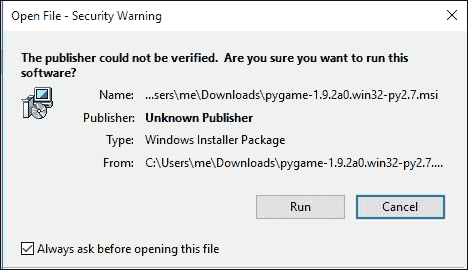 Open File - Security Warning
The publisher could not be verified. Are you sure you want to run this
software?
Name: ...sers\me\Downloads\pygame-1.9.2a0.win32-py2.7.msi
Publisher: Unknown Publisher
Type: Windows Installer Package
From: C:\Users\me\Downloads\pygame-1.9.2a0.win32-py2.7....
Run Cancel
Always ask before opening this file